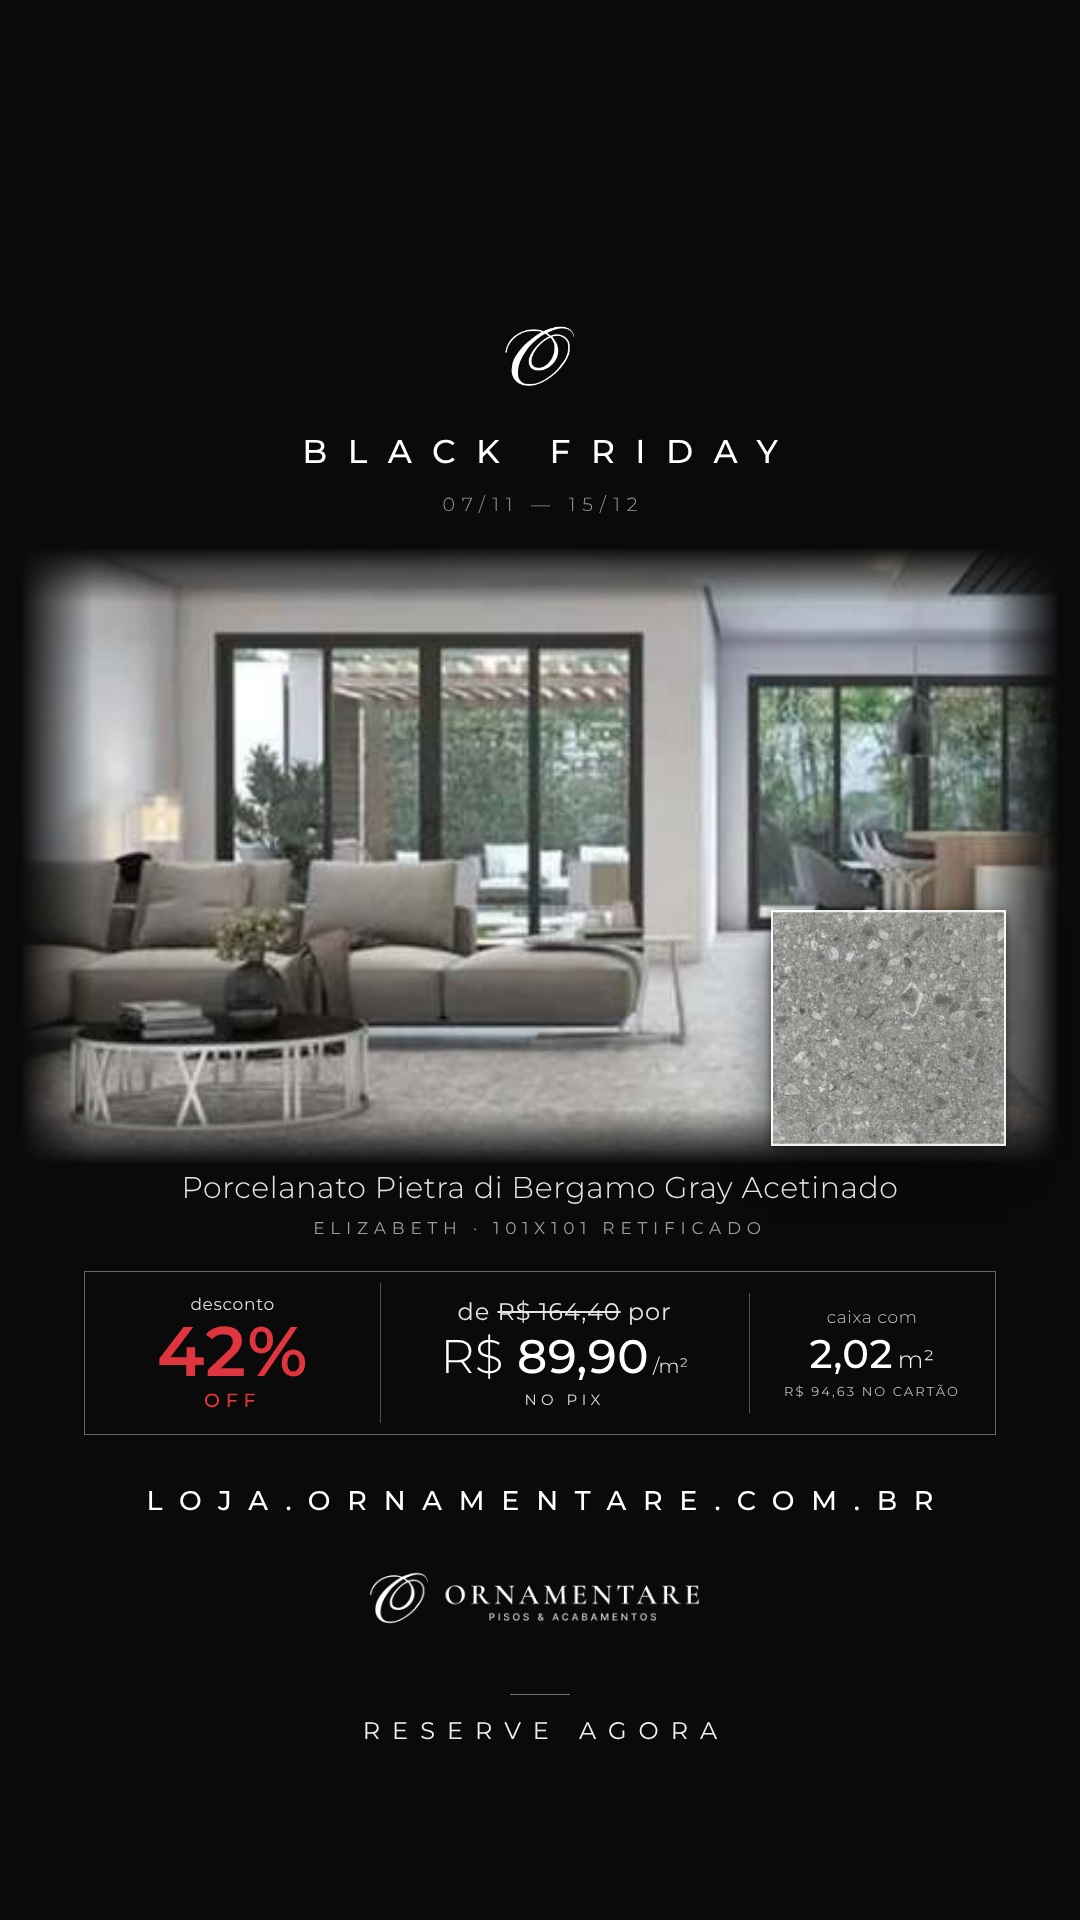 O
BLACK FRIDAY
07/11 — 15/12
Porcelanato Pietra di Bergamo Gray Acetinado
ELIZABETH · 101X101 RETIFICADO
desconto
42%
OFF
de R$ 164,40 por
R$ 89,90/m²
NO PIX
caixa com
2,02 m²
R$ 94,63 NO CARTÃO
LOJA.ORNAMENTARE.COM.BR
O ORNAMENTARE
PISOS & ACABAMENTOS
RESERVE AGORA